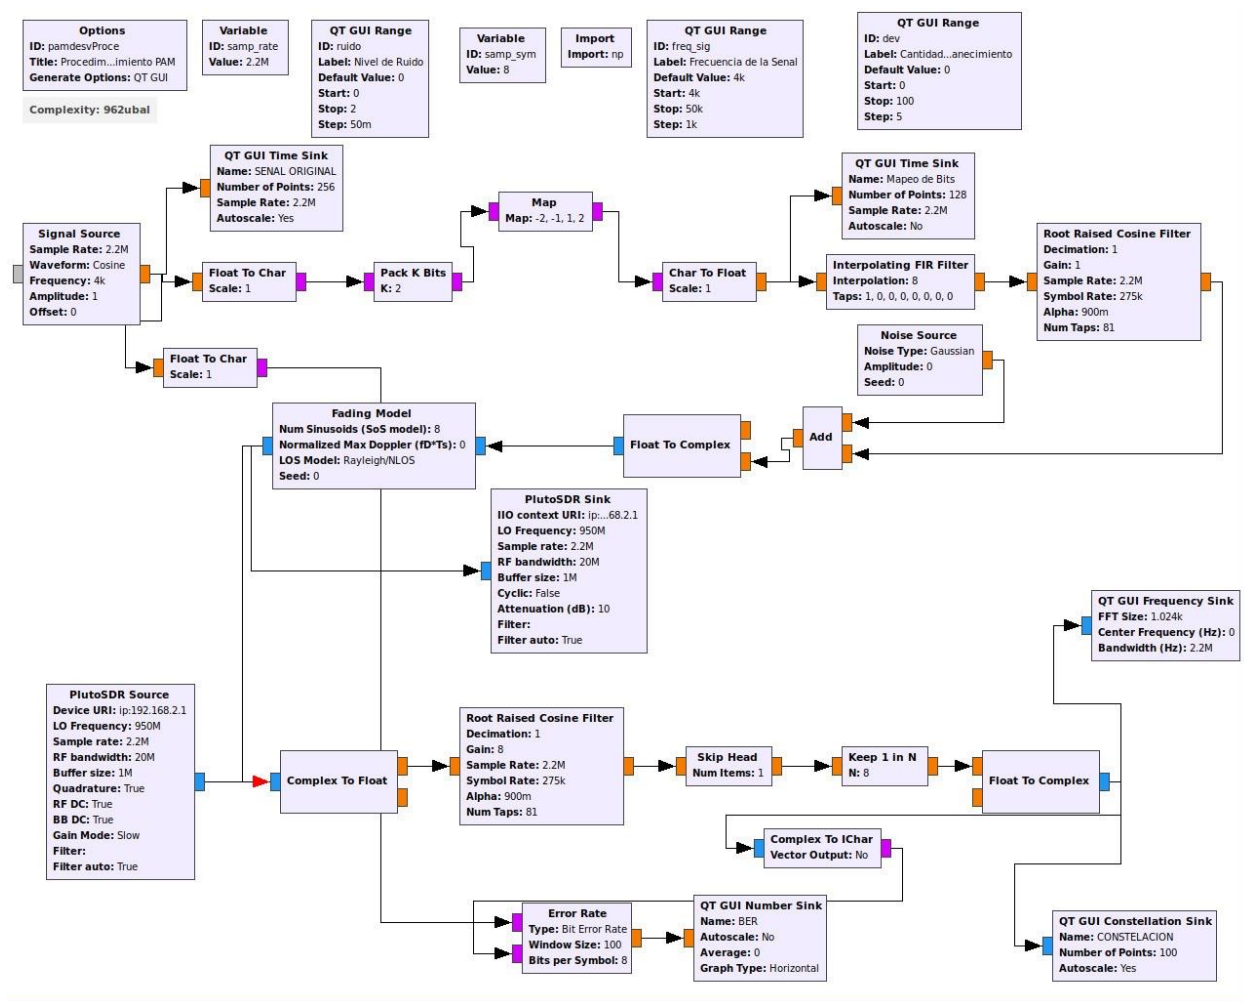 Options
ID: pamdesvProce
Title: Procedim...imiento PAM
Generate Options: QT GUI
Complexity: 962ubal
Variable
ID: samp_rate
Value: 2.2M
QT GUI Range
ID: ruido
Label: Nivel de Ruido
Default Value: 0
Start: 0
Stop: 2
Step: 50m
Variable
ID: samp_sym
Value: 8
Import
Import: np
QT GUI Range
ID: freq_sig
Label: Frecuencia de la Senal
Default Value: 4k
Start: 4k
Stop: 50k
Step: 1k
QT GUI Range
ID: dev
Label: Cantidad...anecimiento
Default Value: 0
Start: 0
Stop: 100
Step: 5
QT GUI Time Sink
Name: SENAL ORIGINAL
Number of Points: 256
Sample Rate: 2.2M
Autoscale: Yes
Signal Source
Sample Rate: 2.2M
Waveform: Cosine
Frequency: 4k
Amplitude: 1
Offset: 0
Float To Char
Scale: 1
Pack K Bits
K: 2
Map
Map: -2, -1, 1, 2
Char To Float
Scale: 1
QT GUI Time Sink
Name: Mapeo de Bits
Number of Points: 128
Sample Rate: 2.2M
Autoscale: No
Interpolating FIR Filter
Interpolation: 8
Taps: 1, 0, 0, 0, 0, 0, 0, 0
Root Raised Cosine Filter
Decimation: 1
Gain: 1
Sample Rate: 2.2M
Symbol Rate: 275k
Alpha: 900m
Num Taps: 81
Noise Source
Noise Type: Gaussian
Amplitude: 0
Seed: 0
Float To Char
Scale: 1
Fading Model
Num Sinusoids (SoS model): 8
Normalized Max Doppler (fD*Ts): 0
LOS Model: Rayleigh/NLOS
Seed: 0
Float To Complex
Add
PlutoSDR Sink
IIO context URI: ip:...68.2.1
LO Frequency: 950M
Sample rate: 2.2M
RF bandwidth: 20M
Buffer size: 1M
Cyclic: False
Attenuation (dB): 10
Filter:
Filter auto: True
QT GUI Frequency Sink
FFT Size: 1.024k
Center Frequency (Hz): 0
Bandwidth (Hz): 2.2M
PlutoSDR Source
Device URI: ip:192.168.2.1
LO Frequency: 950M
Sample rate: 2.2M
RF bandwidth: 20M
Buffer size: 1M
Quadrature: True
RF DC: True
BB DC: True
Gain Mode: Slow
Filter:
Filter auto: True
Complex To Float
Root Raised Cosine Filter
Decimation: 1
Gain: 8
Sample Rate: 2.2M
Symbol Rate: 275k
Alpha: 900m
Num Taps: 81
Skip Head
Num Items: 1
Keep 1 in N
N: 8
Float To Complex
Complex To IChar
Vector Output: No
Error Rate
Type: Bit Error Rate
Window Size: 100
Bits per Symbol: 8
QT GUI Number Sink
Name: BER
Autoscale: No
Average: 0
Graph Type: Horizontal
QT GUI Constellation Sink
Name: CONSTELACION
Number of Points: 100
Autoscale: Yes